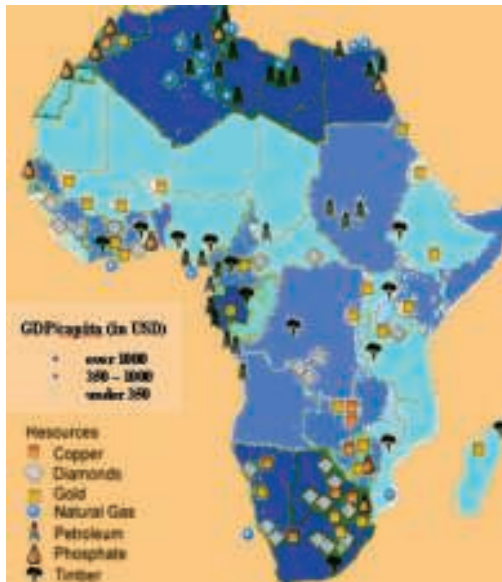 GDP/capita (in USD)
over 1000
350 – 1000
under 350
Resources
Copper
Diamonds
Gold
Natural Gas
Petroleum
Phosphate
Timber